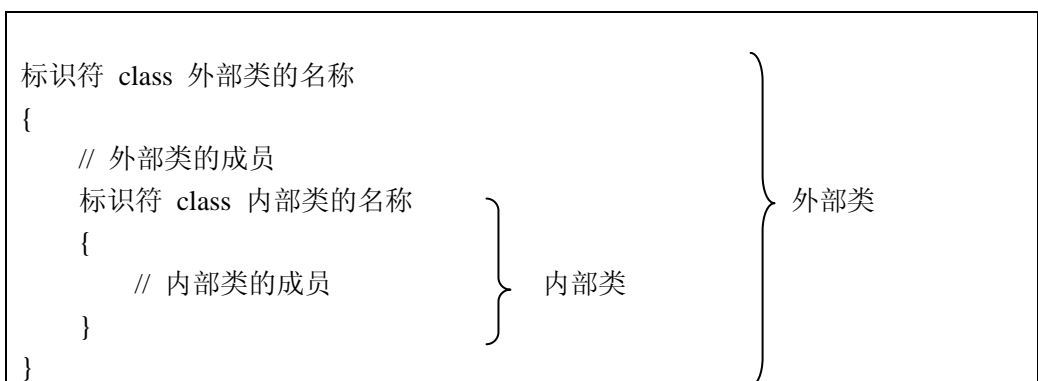 标识符 class 外部类的名称
{
// 外部类的成员
标识符 class 内部类的名称
{
// 内部类的成员
}
}
内部类
外部类